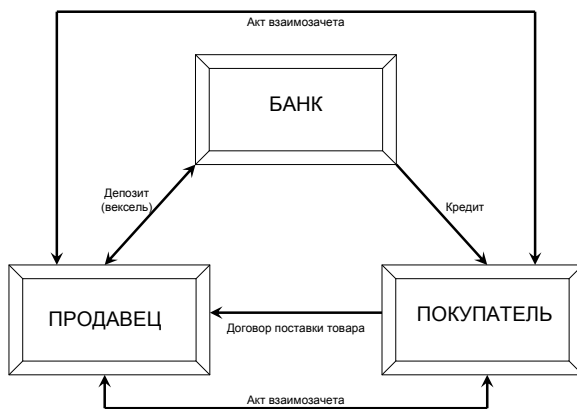 Акт взаимозачета
БАНК
Депозит
(вексель)
Кредит
ПРОДАВЕЦ
ПОКУПАТЕЛЬ
Договор поставки товара
Акт взаимозачета